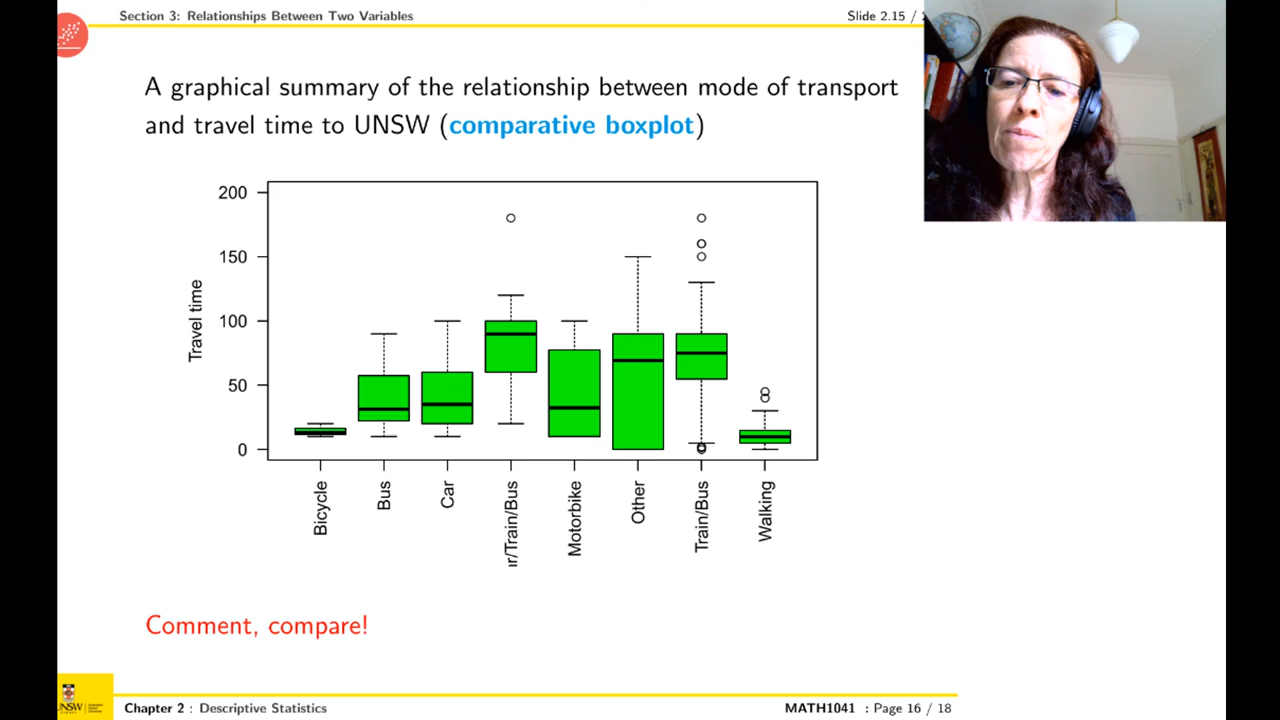 Section 3: Relationships Between Two Variables
Slide 2.15 /
A graphical summary of the relationship between mode of transport
and travel time to UNSW (comparative boxplot)
200
150
100
50
0
Travel time
Bicycle
Bus
Car
r/Train/Bus
Motorbike
Other
Train/Bus
Walking
Comment, compare!
UNSW
Chapter 2 : Descriptive Statistics
MATH1041 : Page 16 / 18